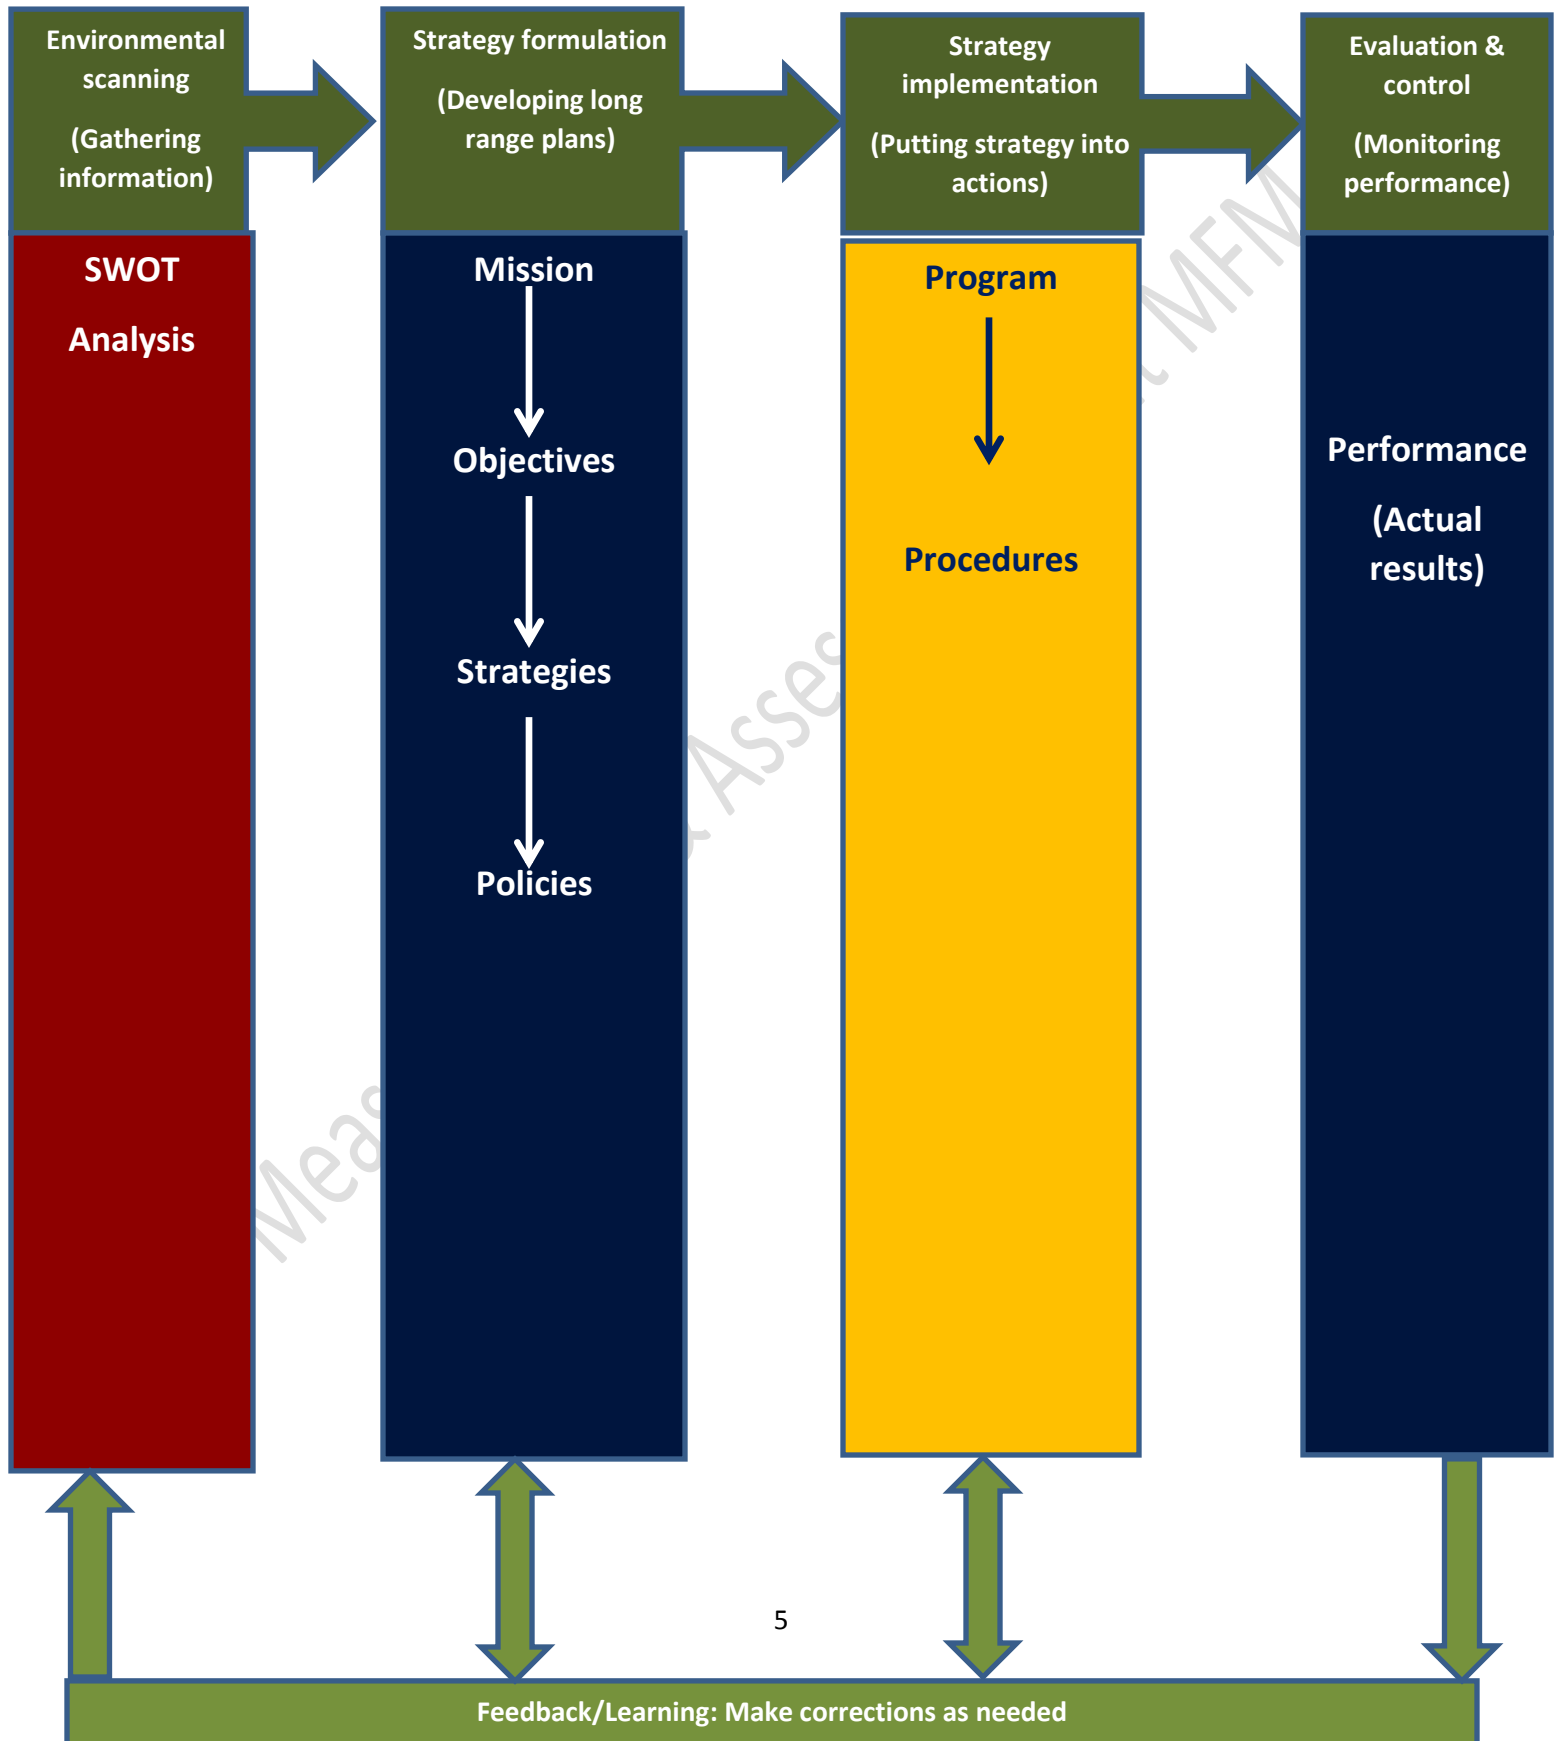 Environmental
scanning
(Gathering
information)
Strategy formulation
(Developing long
range plans)
Strategy
implementation
(Putting strategy into
actions)
Evaluation &
control
(Monitoring
performance)
SWOT
Analysis
Mission
Objectives
Strategies
Policies
Program
Procedures
Performance
(Actual
results)
MFM
5
Feedback/Learning: Make corrections as needed